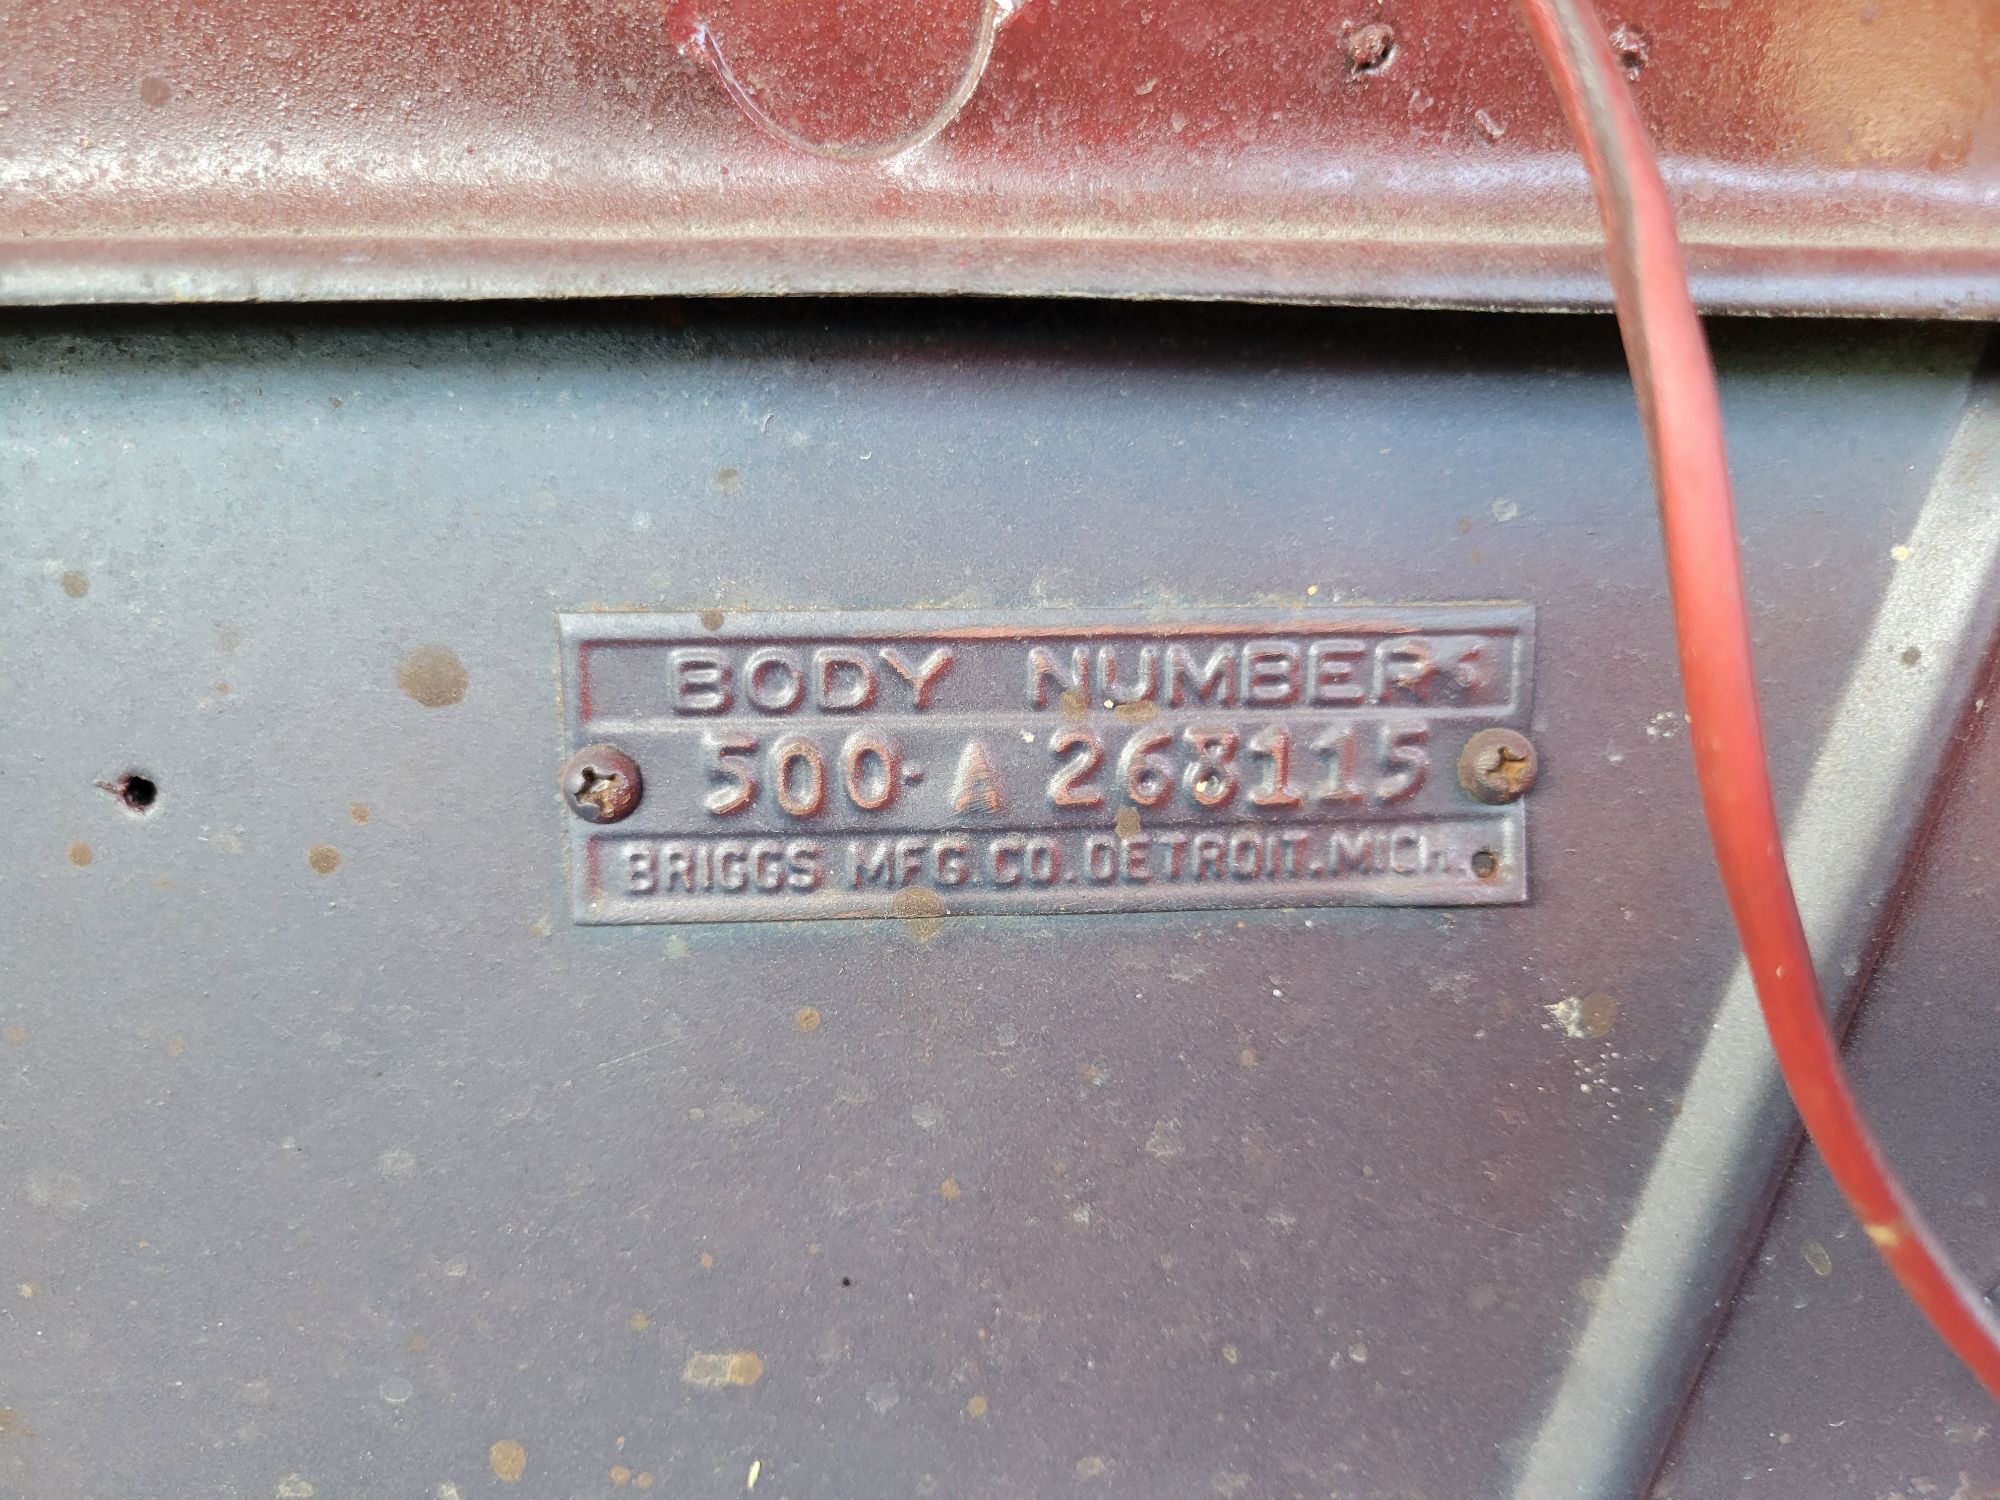 BODY NUMBER
500-A 268115
BRIGGS MFG.CO.DETROIT.MICH.